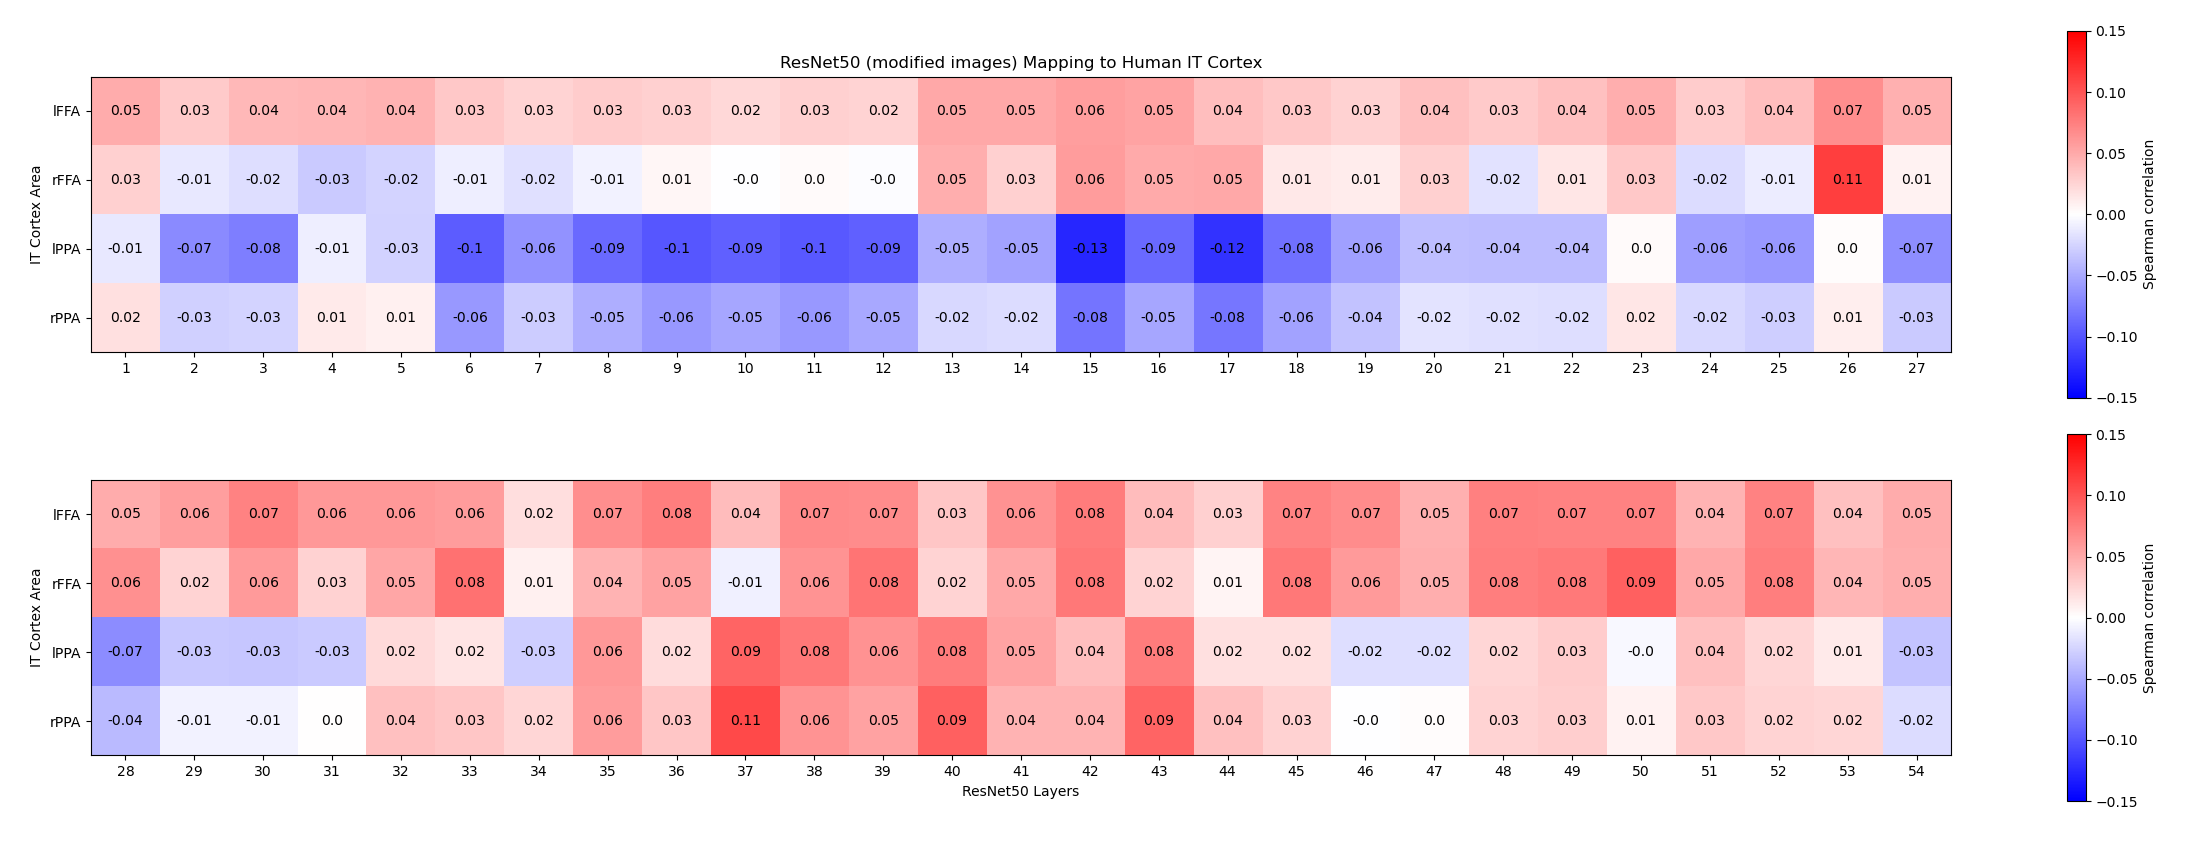 ResNet50 (modified images) Mapping to Human IT Cortex
lFFA 0.05 0.03 0.04 0.04 0.04 0.03 0.03 0.03 0.03 0.02 0.03 0.02 0.05 0.05 0.06 0.05 0.04 0.03 0.03 0.04 0.03 0.04 0.05 0.03 0.04 0.07 0.05
rFFA 0.03 -0.01 -0.02 -0.03 -0.02 -0.01 -0.02 -0.01 0.01 -0.0 0.0 -0.0 0.05 0.03 0.06 0.05 0.05 0.01 0.01 0.03 -0.02 0.01 0.03 -0.02 -0.01 0.11 0.01
lPPA -0.01 -0.07 -0.08 -0.01 -0.03 -0.1 -0.06 -0.09 -0.1 -0.09 -0.1 -0.09 -0.05 -0.05 -0.13 -0.09 -0.12 -0.08 -0.06 -0.04 -0.04 -0.04 0.0 -0.06 -0.06 0.0 -0.07
rPPA 0.02 -0.03 -0.03 0.01 0.01 -0.06 -0.03 -0.05 -0.06 -0.05 -0.06 -0.05 -0.02 -0.02 -0.08 -0.05 -0.08 -0.06 -0.04 -0.02 -0.02 -0.02 0.02 -0.02 -0.03 0.01 -0.03
1 2 3 4 5 6 7 8 9 10 11 12 13 14 15 16 17 18 19 20 21 22 23 24 25 26 27
IT Cortex Area
0.15
0.10
0.05
0.00
−0.05
−0.10
−0.15
Spearman correlation
lFFA 0.05 0.06 0.07 0.06 0.06 0.06 0.02 0.07 0.08 0.04 0.07 0.07 0.03 0.06 0.08 0.04 0.03 0.07 0.07 0.05 0.07 0.07 0.07 0.04 0.07 0.04 0.05
rFFA 0.06 0.02 0.06 0.03 0.05 0.08 0.01 0.04 0.05 -0.01 0.06 0.08 0.02 0.05 0.08 0.02 0.01 0.08 0.06 0.05 0.08 0.08 0.09 0.05 0.08 0.04 0.05
lPPA -0.07 -0.03 -0.03 -0.03 0.02 0.02 -0.03 0.06 0.02 0.09 0.08 0.06 0.08 0.05 0.04 0.08 0.02 0.02 -0.02 -0.02 0.02 0.03 -0.0 0.04 0.02 0.01 -0.03
rPPA -0.04 -0.01 -0.01 0.0 0.04 0.03 0.02 0.06 0.03 0.11 0.06 0.05 0.09 0.04 0.04 0.09 0.04 0.03 -0.0 0.0 0.03 0.03 0.01 0.03 0.02 0.02 -0.02
28 29 30 31 32 33 34 35 36 37 38 39 40 41 42 43 44 45 46 47 48 49 50 51 52 53 54
ResNet50 Layers
IT Cortex Area
0.15
0.10
0.05
0.00
−0.05
−0.10
−0.15
Spearman correlation